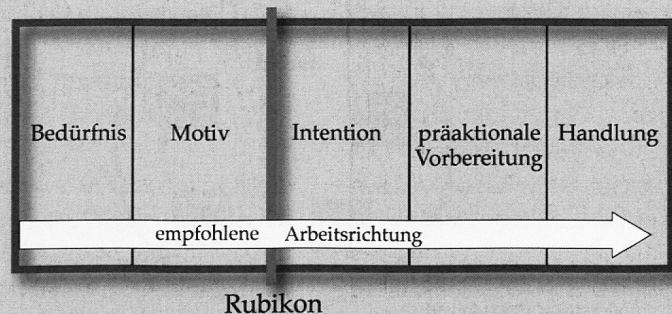 Bedürfnis
Motiv
Intention
präaktionale
Vorbereitung
Handlung
empfohlene Arbeitsrichtung
Rubikon